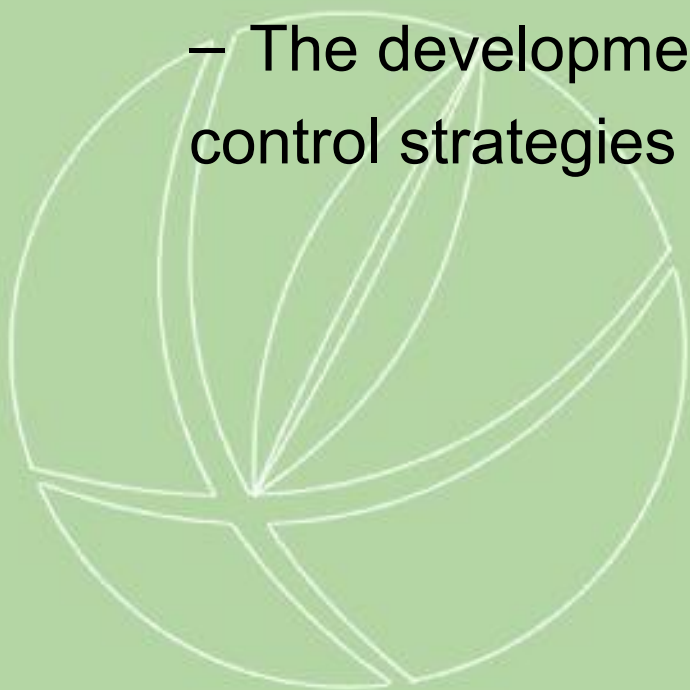 – The developme
control strategies